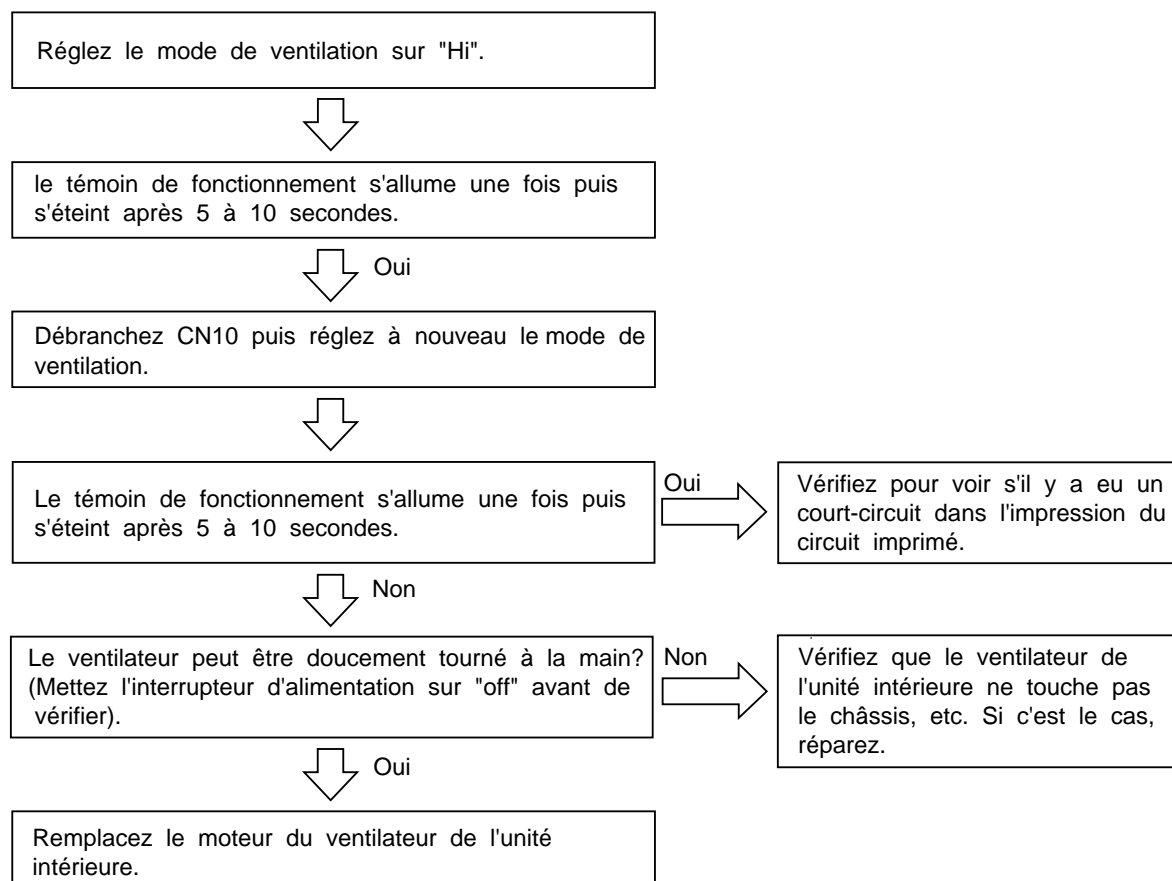 Réglez le mode de ventilation sur "Hi".
le témoin de fonctionnement s'allume une fois puis
s'éteint après 5 à 10 secondes.
Oui
Débranchez CN10 puis réglez à nouveau le mode de
ventilation.
Le témoin de fonctionnement s'allume une fois puis
s'éteint après 5 à 10 secondes.
Oui
Vérifiez pour voir s'il y a eu un
court-circuit dans l'impression du
circuit imprimé.
Non
Le ventilateur peut être doucement tourné à la main?
(Mettez l'interrupteur d'alimentation sur "off" avant de
vérifier).
Non
Vérifiez que le ventilateur de
l'unité intérieure ne touche pas
le châssis, etc. Si c'est le cas,
réparez.
Oui
Remplacez le moteur du ventilateur de l'unité
intérieure.